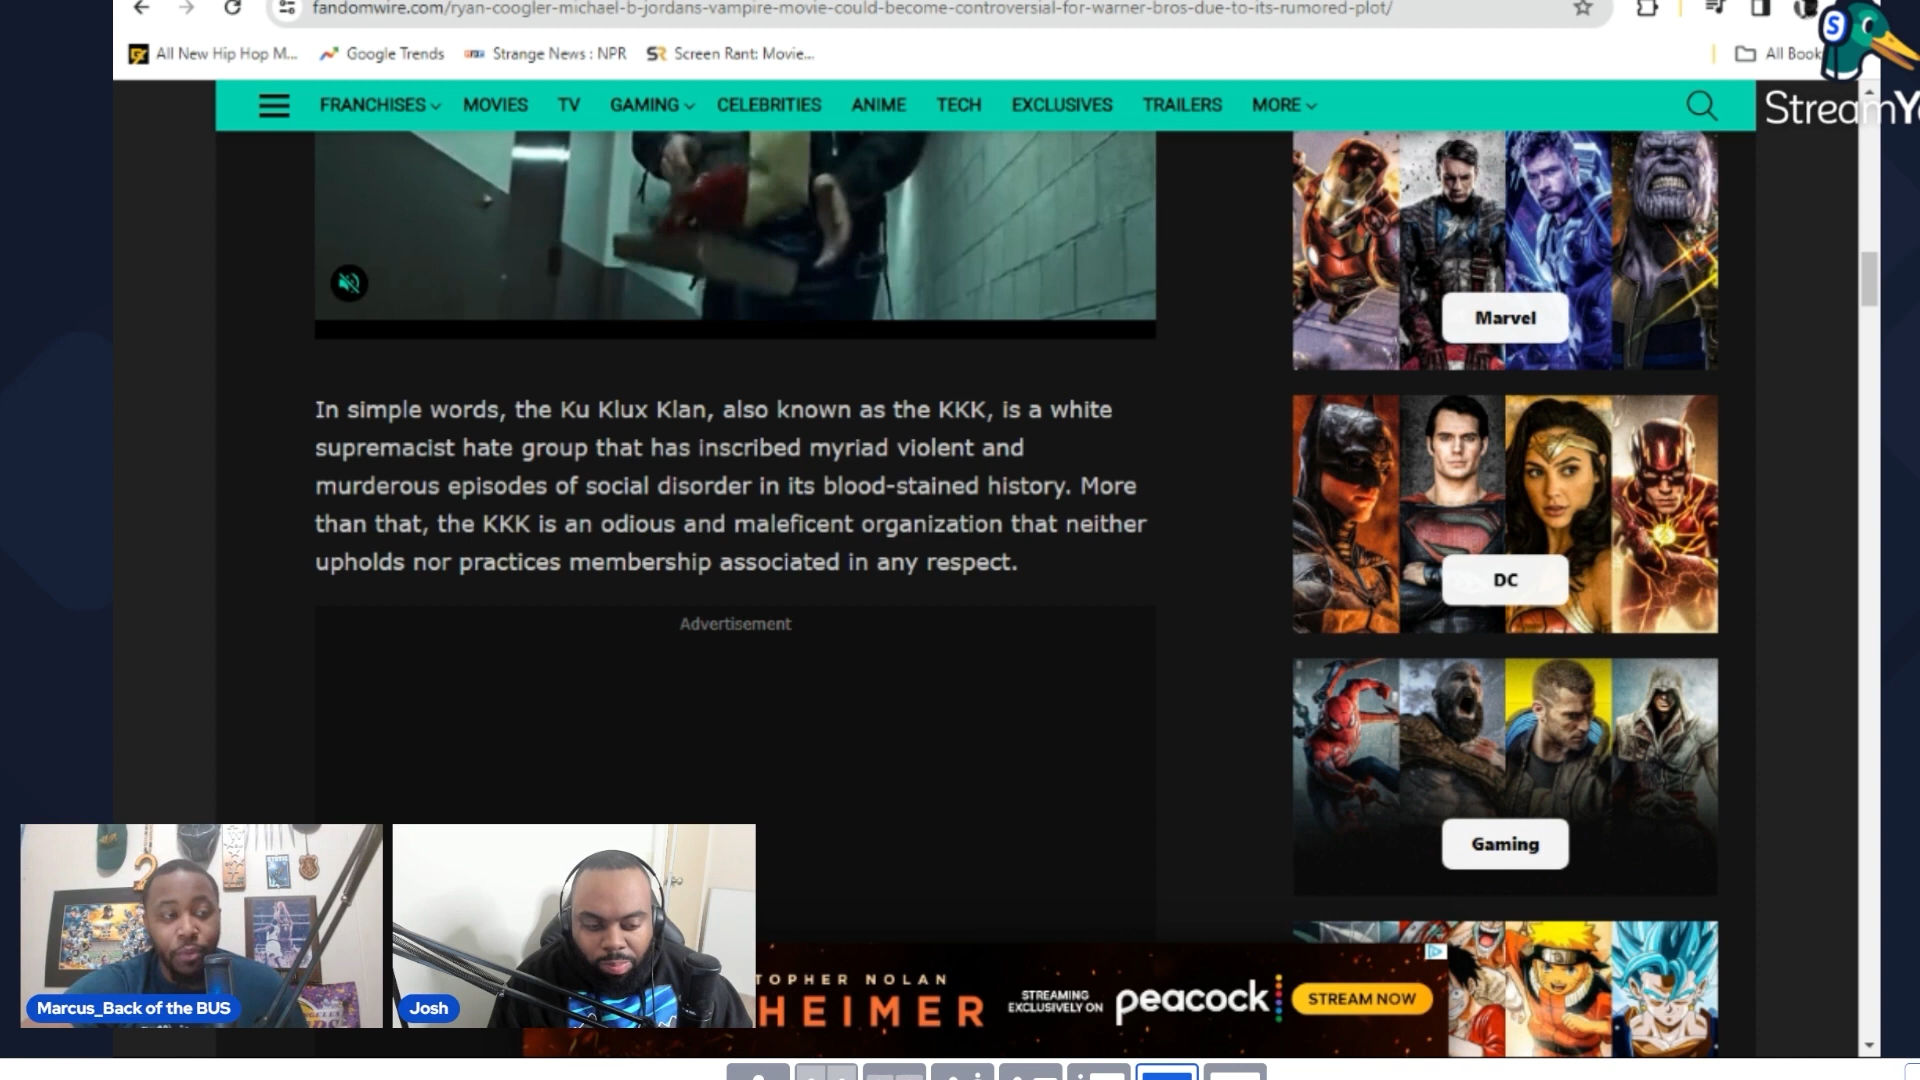 fandomwire.com/ryan-coogler-michael-b-jordans-vampire-movie-could-become-controversial-for-warner-bros-due-to-its-rumored-plot/
All New Hip Hop M...
Google Trends
Strange News : NPR
SR Screen Rant: Movie...
All Book
S
StreamY
FRANCHISES MOVIES TV GAMING CELEBRITIES ANIME TECH EXCLUSIVES TRAILERS MORE
Marvel
In simple words, the Ku Klux Klan, also known as the KKK, is a white
supremacist hate group that has inscribed myriad violent and
murderous episodes of social disorder in its blood-stained history. More
than that, the KKK is an odious and maleficent organization that neither
upholds nor practices membership associated in any respect.
DC
Advertisement
Gaming
TOPHER NOLAN
HEIMER
STREAMING
EXCLUSIVELY ON
peacock
STREAM NOW
Marcus_Back of the BUS
Josh